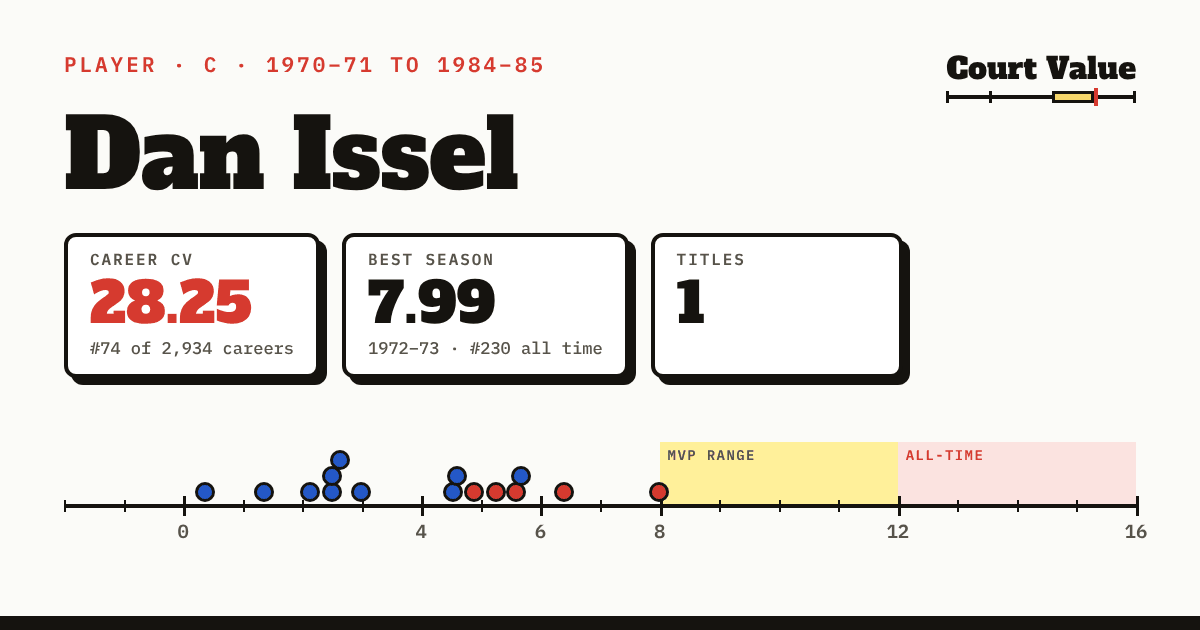 PLAYER · C · 1970–71 TO 1984–85
Court Value
Dan Issel
CAREER CV
28.25
#74 of 2,934 careers
BEST SEASON
7.99
1972–73 · #230 all time
TITLES
1
MVP RANGE
ALL-TIME
0 4 6 8 12 16